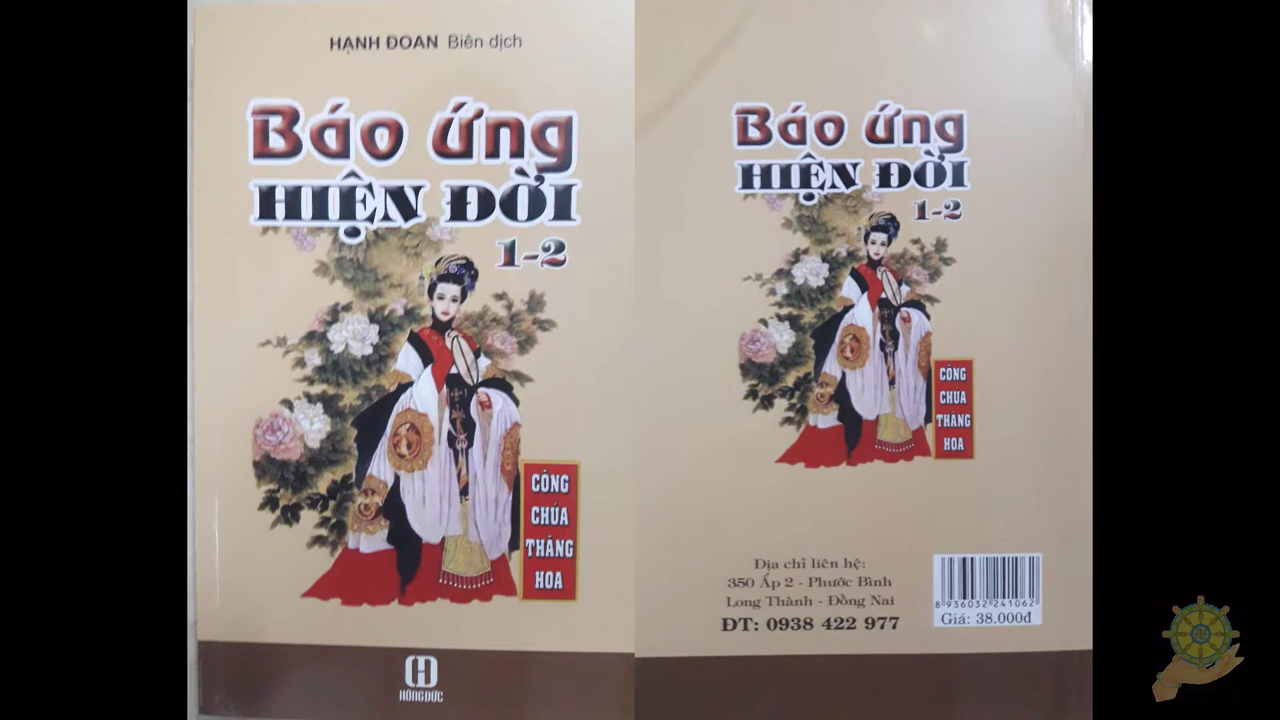 HẠNH ĐOAN Biên dịch
Báo ứng
HIỆN ĐỜI
1-2
CÔNG
CHÚA
THĂNG
HOA
HỒNG ĐỨC
Báo ứng
HIỆN ĐỜI
1-2
CÔNG
CHÚA
THĂNG
HOA
Địa chỉ liên hệ:
350 Ấp 2 - Phước Bình
Long Thành - Đồng Nai
ĐT: 0938 422 977
8 936032 241062
Giá: 38.000đ